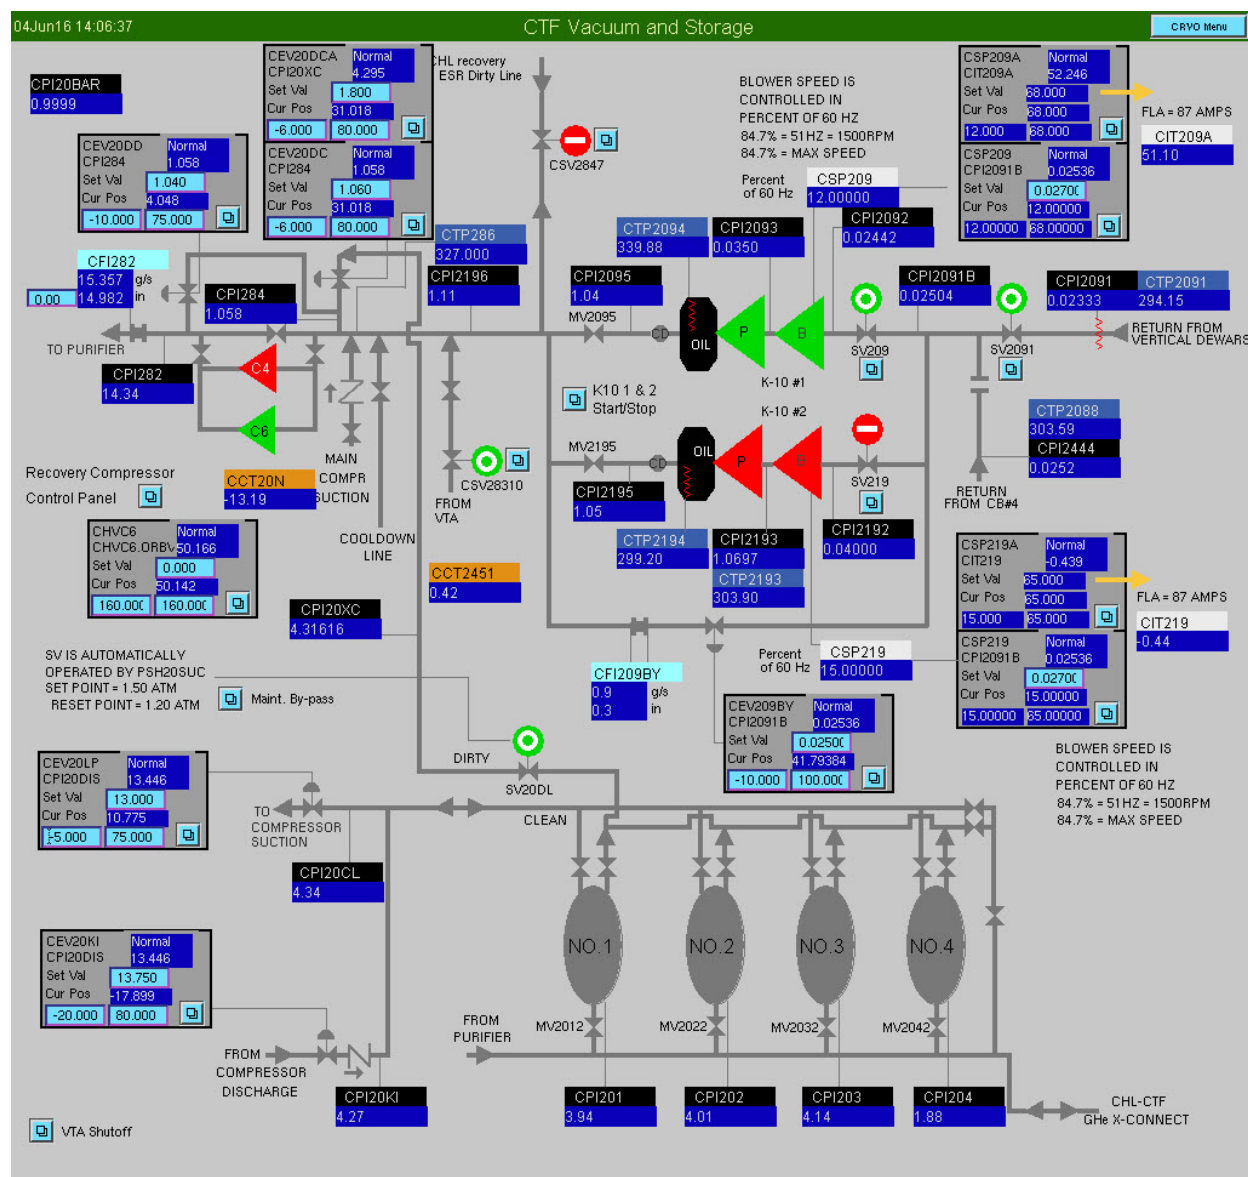 04Jun16 14:06:37
CTF Vacuum and Storage
CRYO Menu
CPI20BAR
0.9999
CEV20DCA Normal
CPI20XC 4.295
Set Val 1.800
Cur Pos 31.018
-6.000 80.000
CHL recovery
ESR Dirty Line
CSV2847
BLOWER SPEED IS
CONTROLLED IN
PERCENT OF 60 HZ
84.7% = 51HZ = 1500RPM
84.7% = MAX SPEED
CSP209A Normal
CIT209A 52.246
Set Val 68.000
Cur Pos 68.000
12.000 68.000
FLA = 87 AMPS
CIT209A
51.10
CEV20DD Normal
CPI284 1.058
Set Val 1.040
Cur Pos 4.048
-10.000 75.000
CEV20DC Normal
CPI284 1.058
Set Val 1.060
Cur Pos 31.018
-6.000 80.000
CSP209 Normal
CPI2091B 0.02536
Set Val 0.0270
Cur Pos 12.00000
12.00000 68.00000
Percent
of 60 Hz
CSP209
12.00000
CTP286
327.000
CTP2094
339.88
CPI2093
0.0350
CPI2092
0.02442
CFI282
15.357 g/s
0.00 14.982 in
CPI284
1.058
CPI2196
1.11
CPI2095
1.04
CPI2091B
0.02504
CPI2091 CTP2091
0.02333 294.15
MV2095
CD
OIL
P
B
SV209
SV2091
RETURN FROM
VERTICAL DEWARS
TO PURIFIER
CPI282
14.34
C4
C6
K-10 #1
K10 1 & 2
Start/Stop
K-10 #2
CTP2088
303.59
CPI2444
0.0252
MV2195
CD
OIL
P
B
SV219
RETURN
FROM CB#4
MAIN
COMPR
SUCTION
CSV28310
FROM
VTA
COOLDOWN
LINE
Recovery Compressor
Control Panel
CCT20N
-13.19
CPI2195
1.05
CTP2194
299.20
CPI2193
1.0697
CTP2193
303.90
CPI2192
0.04000
CHVC6 Normal
CHVC6.ORBV 50.166
Set Val 0.000
Cur Pos 50.142
160.000 160.000
CCT2451
0.42
CPI20XC
4.31616
CSP219A Normal
CIT219 -0.439
Set Val 65.000
Cur Pos 65.000
15.000 65.000
FLA = 87 AMPS
CIT219
-0.44
CSP219 Normal
CPI2091B 0.02536
Set Val 0.0270
Cur Pos 15.00000
15.00000 65.00000
Percent
of 60 Hz
CSP219
15.00000
SV IS AUTOMATICALLY
OPERATED BY PSH20SUC
SET POINT = 1.50 ATM
RESET POINT = 1.20 ATM
Maint. By-pass
CFI209BY
0.9 g/s
0.3 in
CEV209BY Normal
CPI2091B 0.02536
Set Val 0.0250
Cur Pos 41.79384
-10.000 100.000
BLOWER SPEED IS
CONTROLLED IN
PERCENT OF 60 HZ
84.7% = 51HZ = 1500RPM
84.7% = MAX SPEED
DIRTY
SV20DL
CLEAN
CEV20LP Normal
CPI20DIS 13.446
Set Val 13.000
Cur Pos 10.775
-5.000 75.000
TO
COMPRESSOR
SUCTION
CPI20CL
4.34
NO.1
NO.2
NO.3
NO.4
CEV20KI Normal
CPI20DIS 13.446
Set Val 13.750
Cur Pos -17.899
-20.000 80.000
FROM
COMPRESSOR
DISCHARGE
FROM
PURIFIER
MV2012
MV2022
MV2032
MV2042
CPI20KI
4.27
CPI201
3.94
CPI202
4.01
CPI203
4.14
CPI204
1.88
CHL-CTF
GHe X-CONNECT
VTA Shutoff